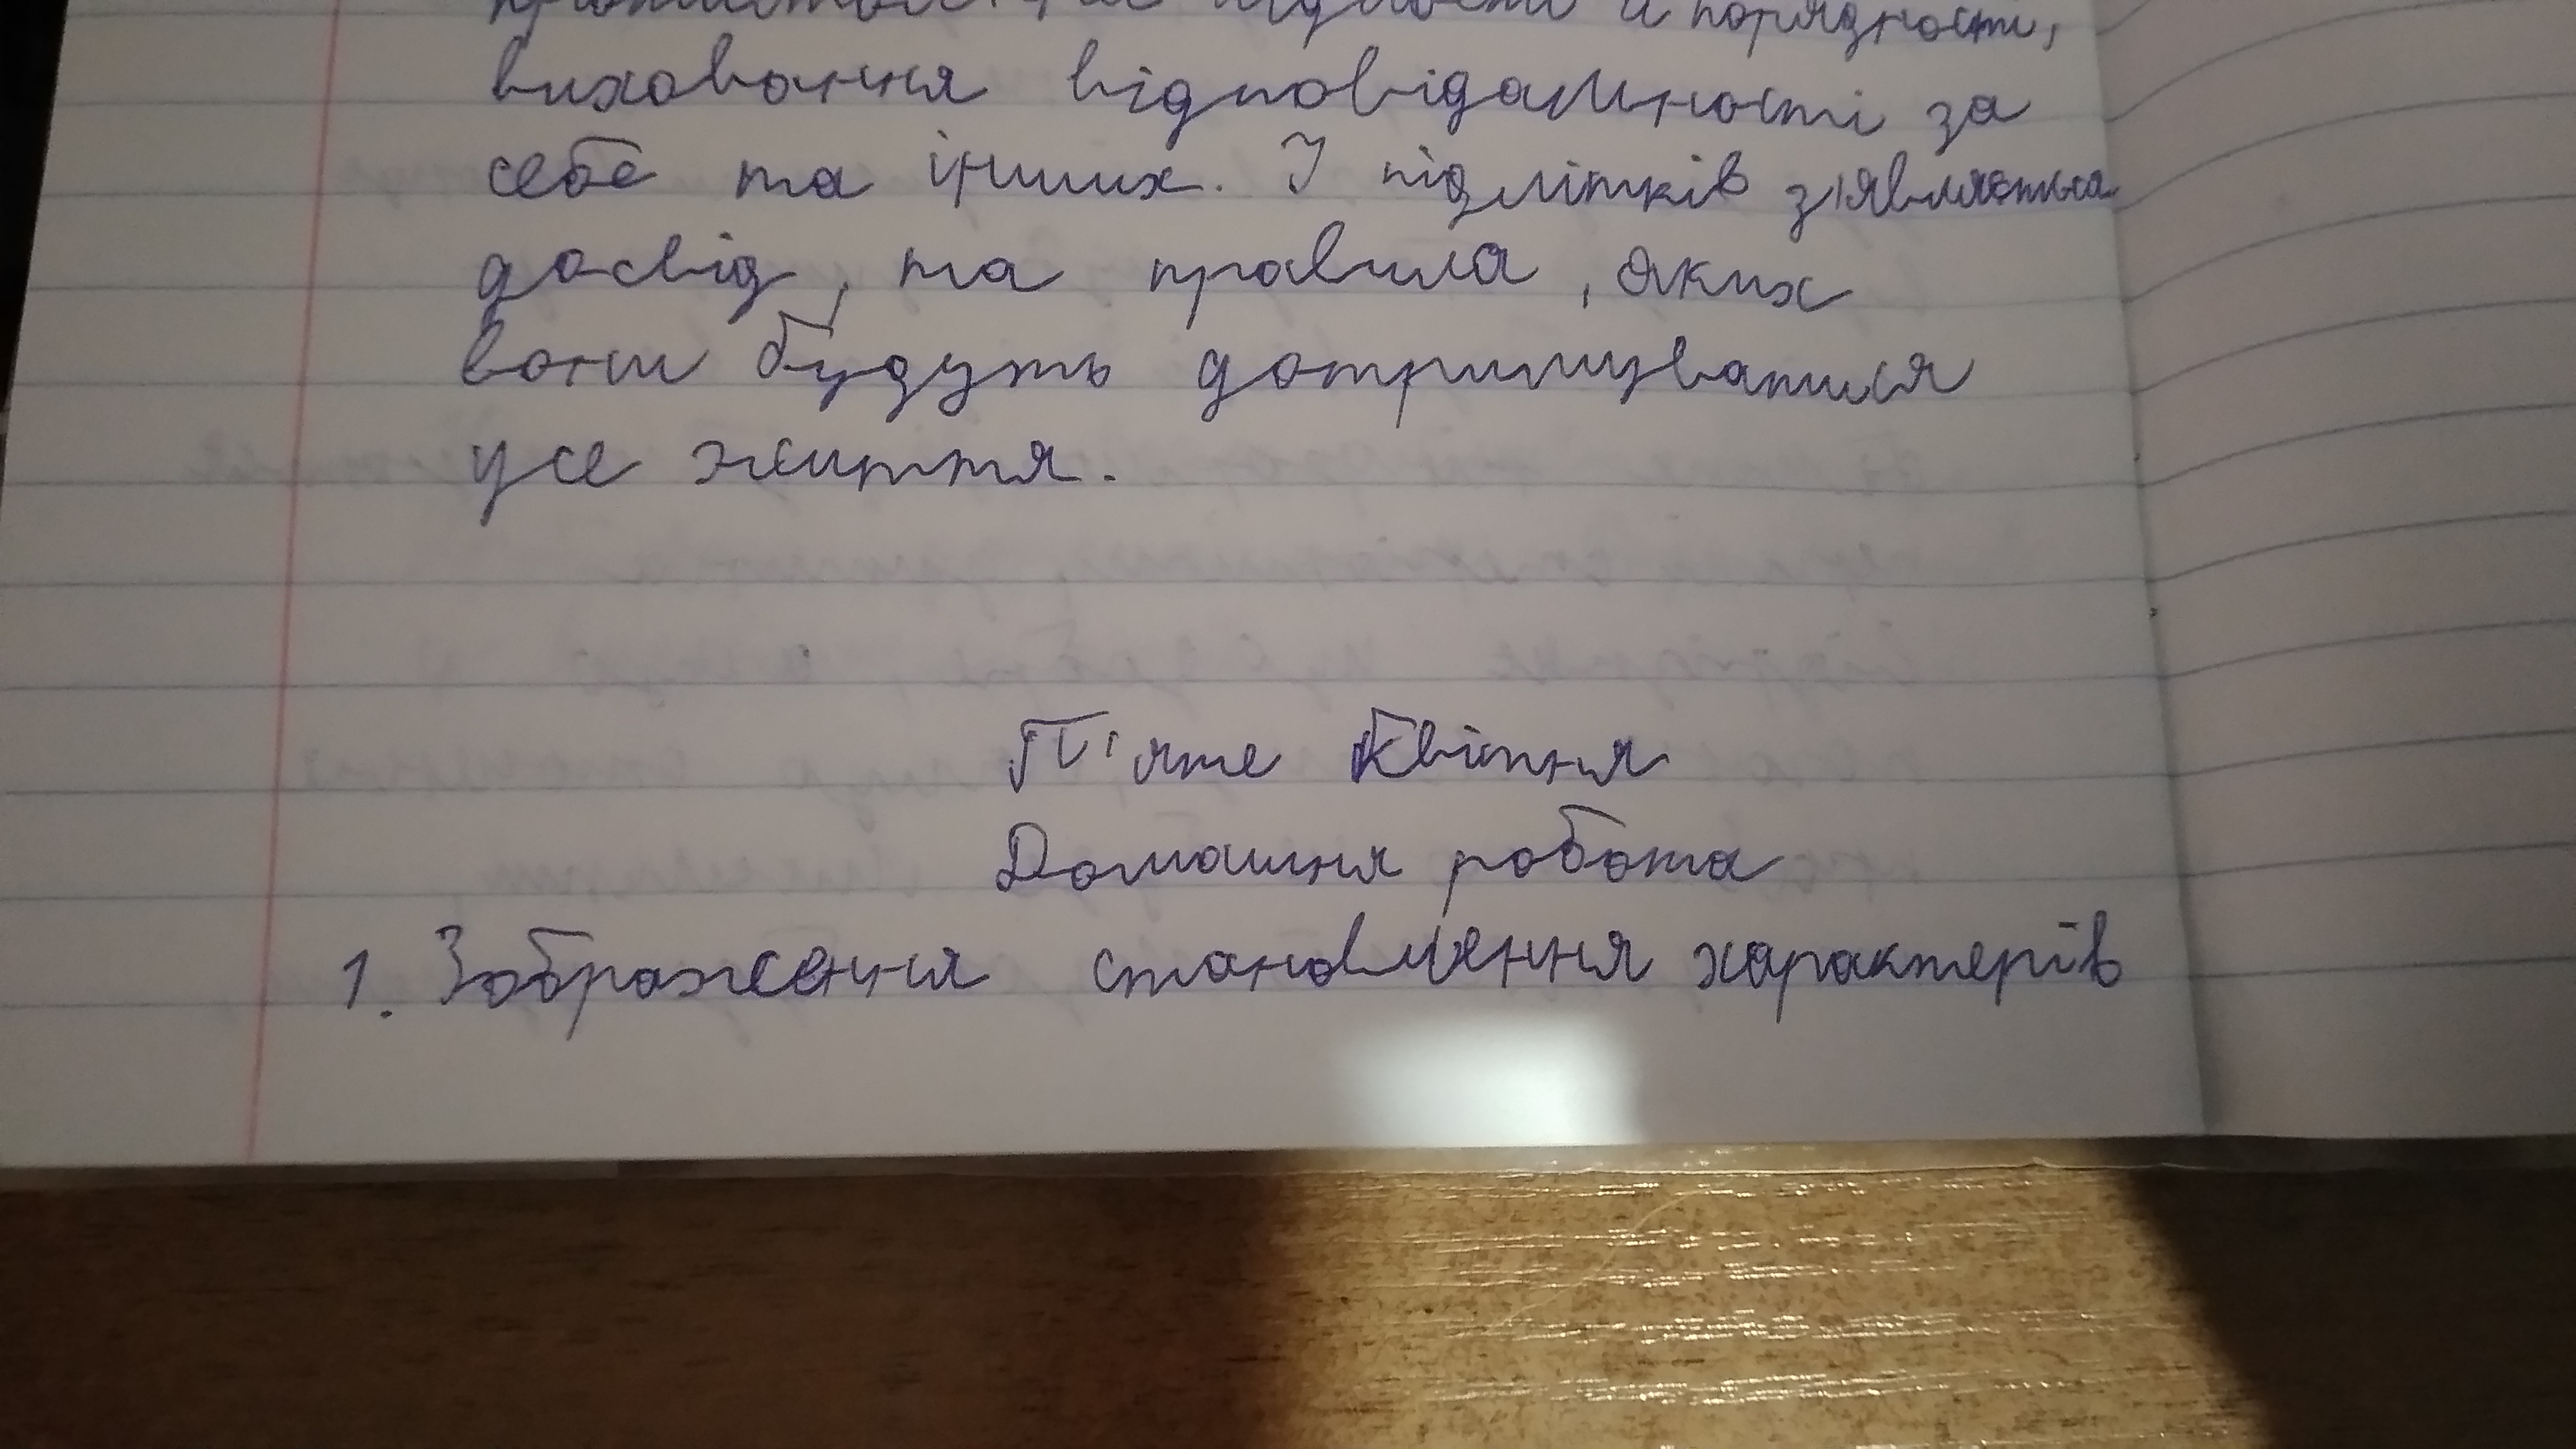 й порядності,
виховання відповідальності за
себе та інших. У підлітків з'являється
досвід, та правила, яких
вони будуть дотримуватися
усе життя.
П'яте Квітня
Домашня робота
1. Зображення становлення характерів